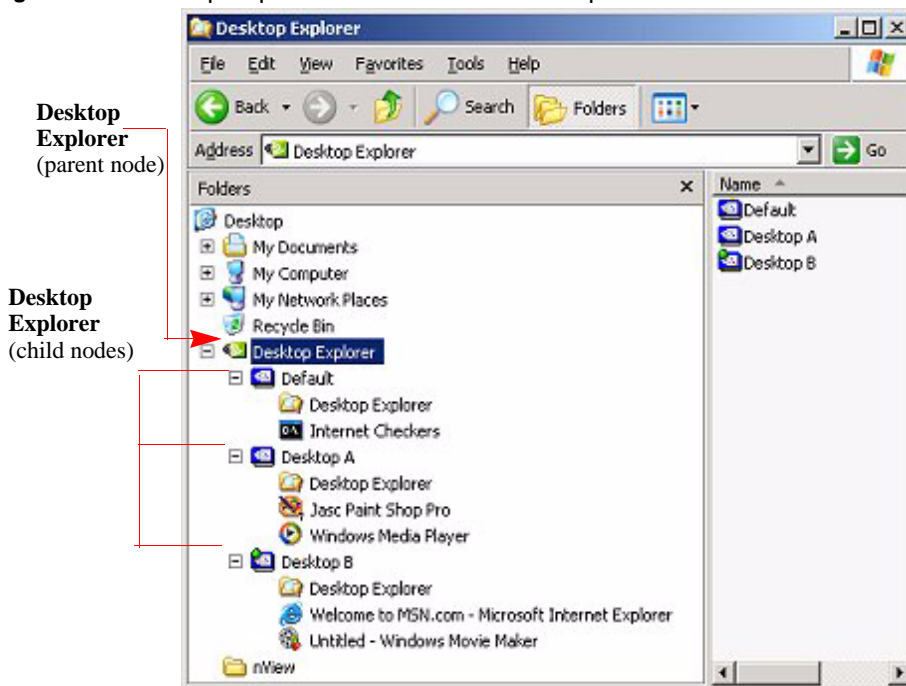 Desktop Explorer
File Edit View Favorites Tools Help
Back Search Folders
Address Desktop Explorer Go
Desktop
Explorer
(parent node)
Folders
Desktop
My Documents
My Computer
My Network Places
Recycle Bin
Desktop Explorer
Default
Desktop Explorer
Internet Checkers
Desktop A
Desktop Explorer
Jasc Paint Shop Pro
Windows Media Player
Desktop B
Desktop Explorer
Welcome to MSN.com - Microsoft Internet Explorer
Untitled - Windows Movie Maker
nView
Desktop
Explorer
(child nodes)
Name
Default
Desktop A
Desktop B